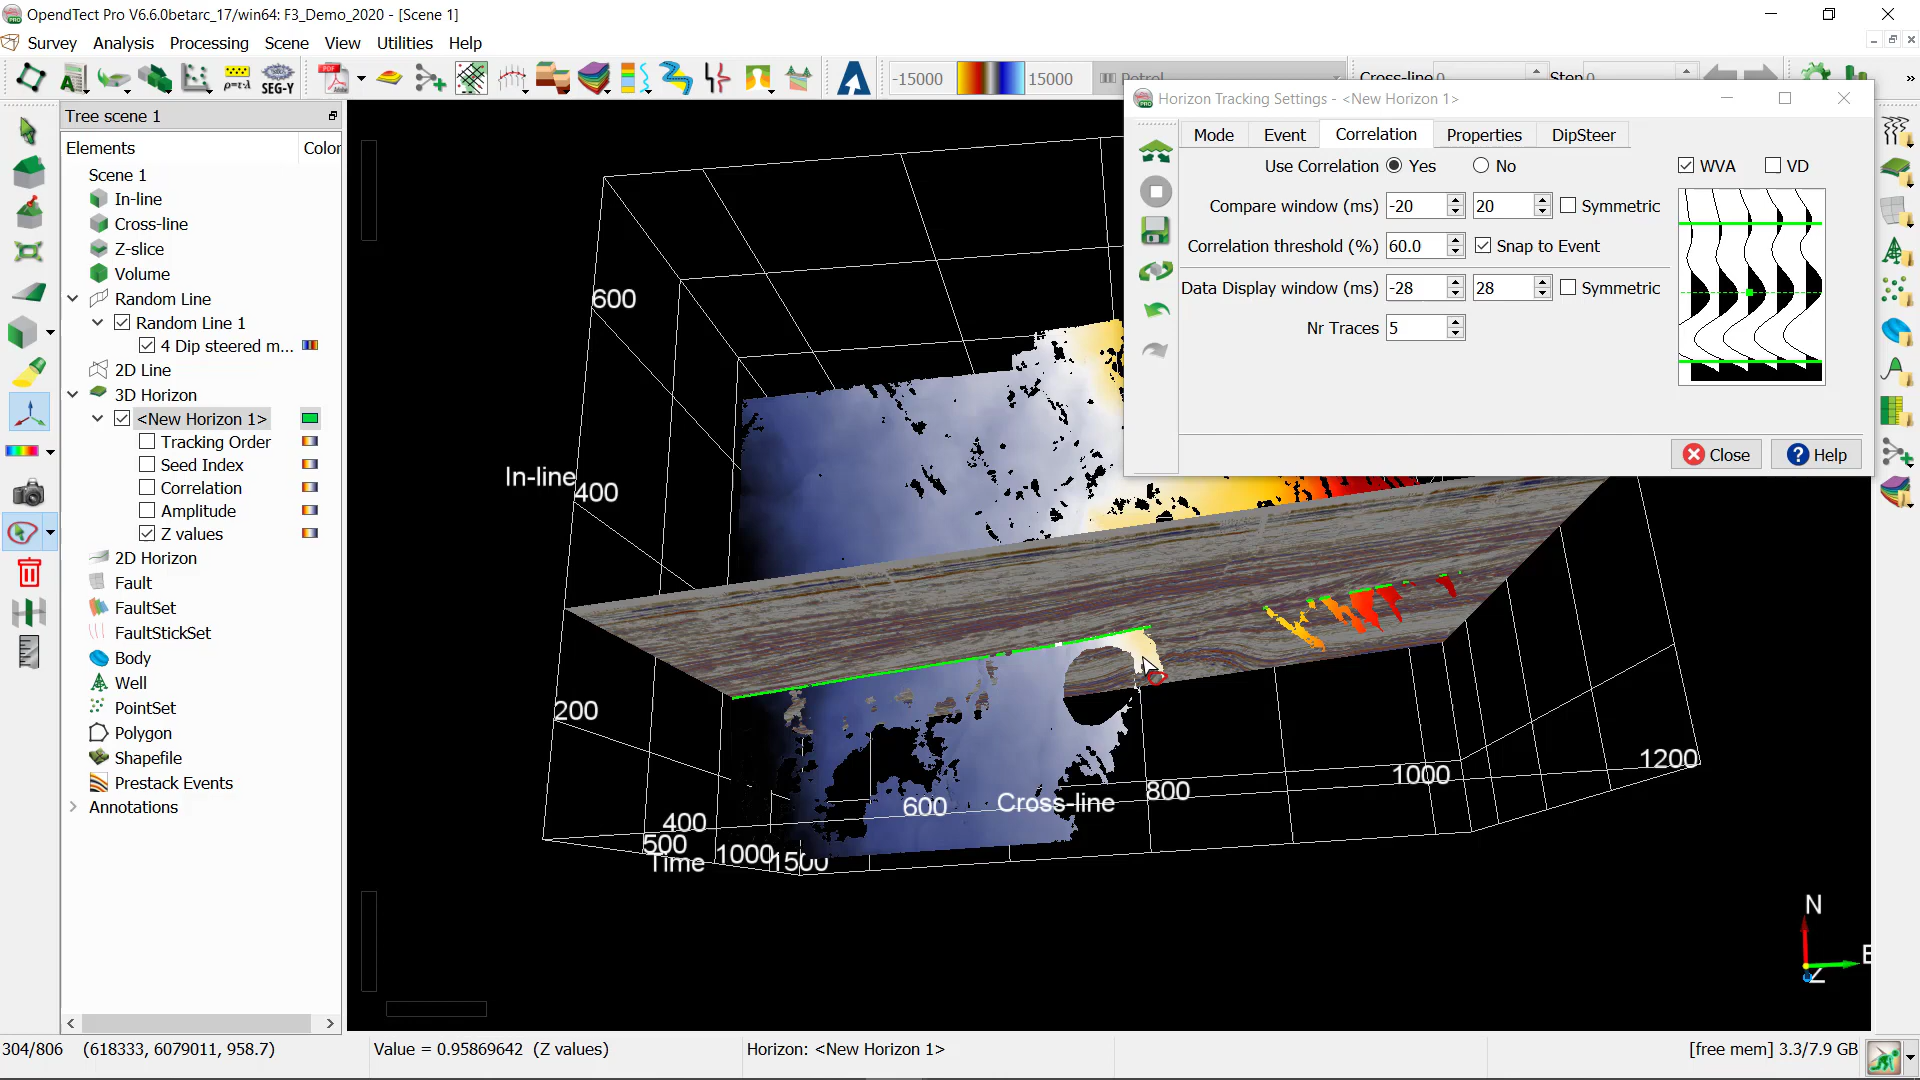 OpendTect Pro V6.6.0betarc_17/win64: F3_Demo_2020 - [Scene 1]
Survey Analysis Processing Scene View Utilities Help
PDF
ρ=τ.λ
SEG-Y
-15000
15000
Cross-line 0
Step 0
»
Tree scene 1
Elements Color
Scene 1
In-line
Cross-line
Z-slice
Volume
Random Line
Random Line 1
4 Dip steered m...
2D Line
3D Horizon
<New Horizon 1>
Tracking Order
Seed Index
Correlation
Amplitude
Z values
2D Horizon
Fault
FaultSet
FaultStickSet
Body
Well
PointSet
Polygon
Shapefile
Prestack Events
Annotations
Horizon Tracking Settings - <New Horizon 1>
Mode Event Correlation Properties DipSteer
Use Correlation Yes No WVA VD
Compare window (ms) -20 20 Symmetric
Correlation threshold (%) 60.0 Snap to Event
Data Display window (ms) -28 28 Symmetric
Nr Traces 5
Close Help
600
In-line
400
200
400
500
Time
1000
1500
600
Cross-line
800
1000
1200
N
E
Z
304/806 (618333, 6079011, 958.7)
Value = 0.95869642 (Z values)
Horizon: <New Horizon 1>
[free mem] 3.3/7.9 GB